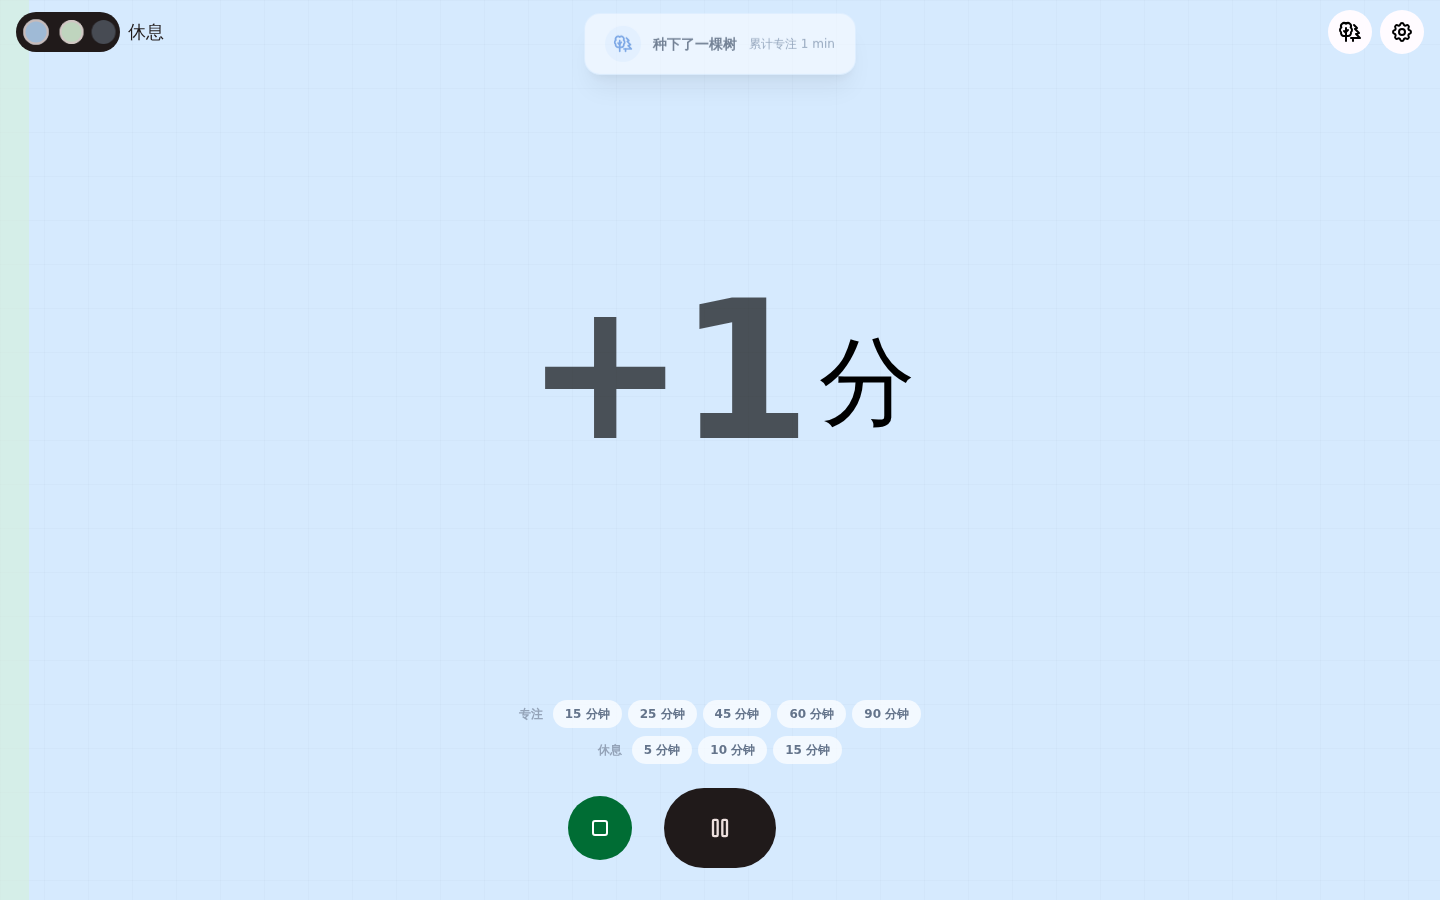 休息
种下了一棵树 累计专注 1 min
+1 分
专注 15 分钟 25 分钟 45 分钟 60 分钟 90 分钟
休息 5 分钟 10 分钟 15 分钟